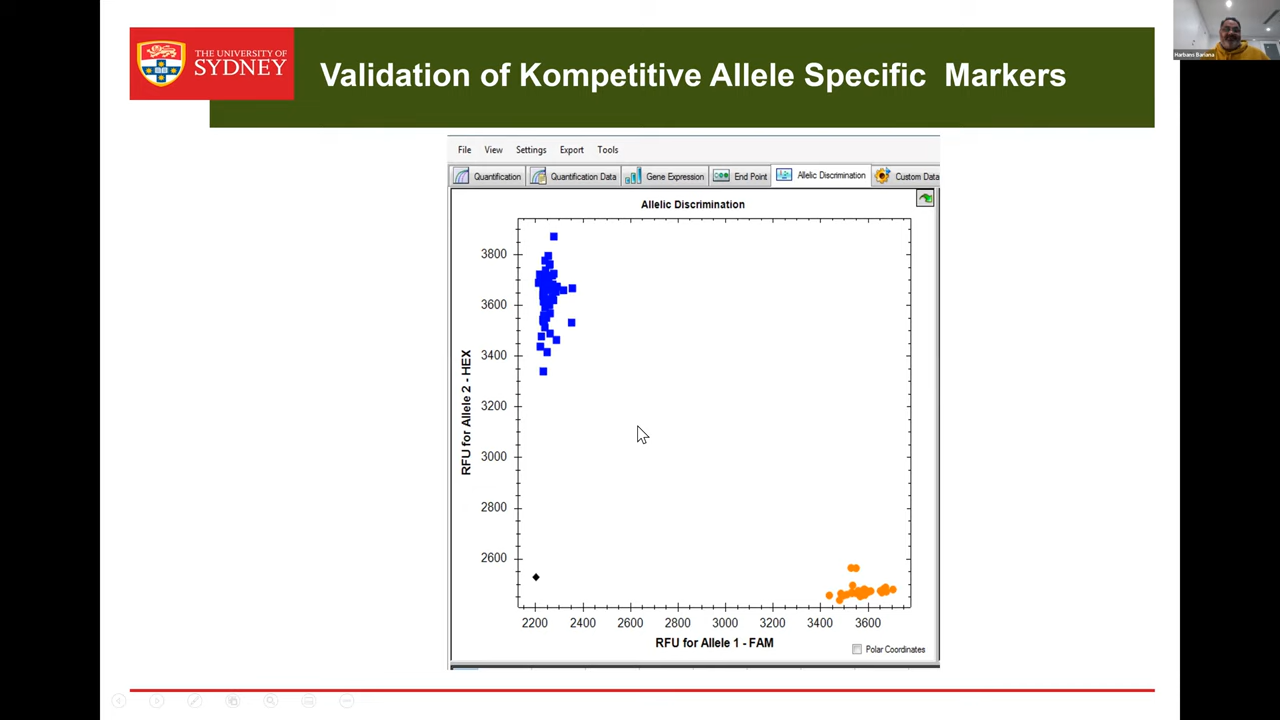 THE UNIVERSITY OF
SYDNEY
Validation of Kompetitive Allele Specific Markers
Harbans Bariana
File View Settings Export Tools
Quantification Quantification Data Gene Expression End Point Allelic Discrimination Custom Data
Allelic Discrimination
RFU for Allele 2 - HEX
3800
3600
3400
3200
3000
2800
2600
2200 2400 2600 2800 3000 3200 3400 3600
RFU for Allele 1 - FAM
Polar Coordinates